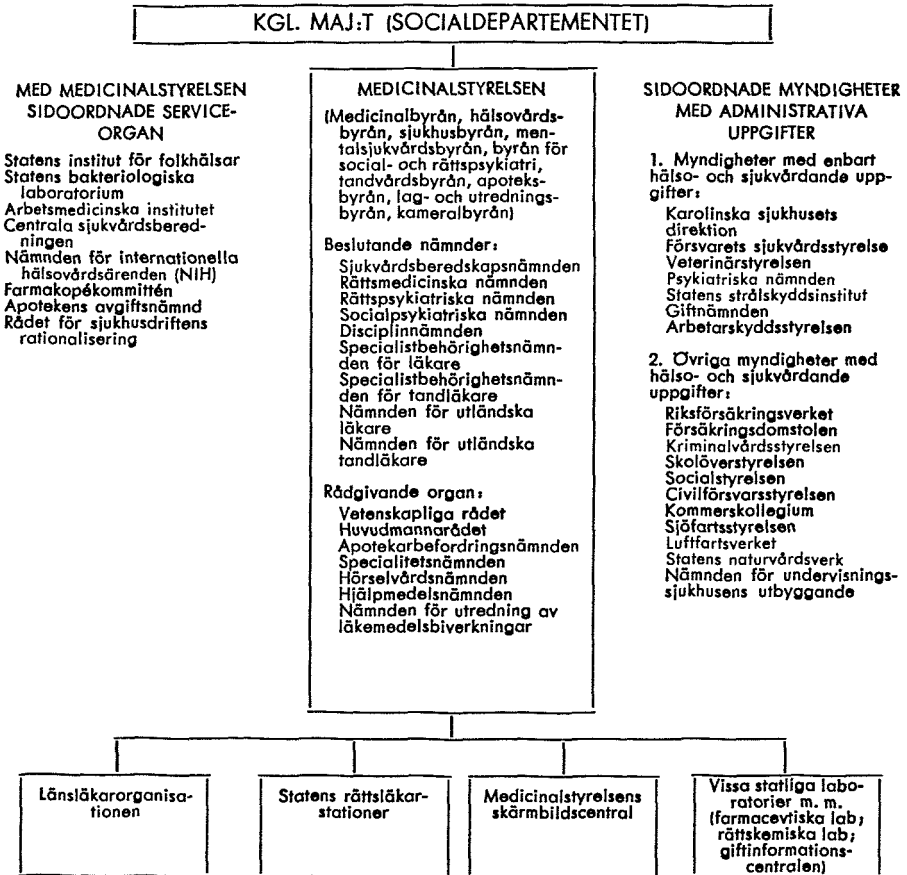 KGL. MAJ:T (SOCIALDEPARTEMENTET)
MED MEDICINALSTYRELSEN
SIDOORDNADE SERVICE-
ORGAN
Statens institut för folkhälsar
Statens bakteriologiska
laboratorium
Arbetsmedicinska institutet
Centrala sjukvårdsbered-
ningen
Nämnden för internationella
hälsovårdsärenden (NIH)
Farmakopékommittén
Apotekens avgiftsnämnd
Rådet för sjukhusdriftens
rationalisering
MEDICINALSTYRELSEN
(Medicinalbyrån, hälsovårds-
byrån, sjukhusbyrån, men-
talsjukvårdsbyrån, byrån för
social- och rättspsykiatri,
tandvårdsbyrån, apoteks-
byrån, lag- och utrednings-
byrån, kameralbyrån)
Beslutande nämnder:
Sjukvårdsberedskapsnämnden
Rättsmedicinska nämnden
Rättspsykiatriska nämnden
Socialpsykiatriska nämnden
Disciplinnämnden
Specialistbehörighetsnämn-
den för läkare
Specialistbehörighetsnämn-
den för tandläkare
Nämnden för utländska
läkare
Nämnden för utländska
tandläkare
Rådgivande organ:
Vetenskapliga rådet
Huvudmannarådet
Apotekarbefordringsnämnden
Specialitetsnämnden
Hörselvårdsnämnden
Hjälpmedelsnämnden
Nämnden för utredning av
läkemedelsbiverkningar
SIDOORDNADE MYNDIGHETER
MED ADMINISTRATIVA
UPPGIFTER
1. Myndigheter med enbart
hälso- och sjukvårdande upp-
gifter:
Karolinska sjukhusets
direktion
Försvarets sjukvårdsstyrelse
Veterinärstyrelsen
Psykiatriska nämnden
Statens strålskyddsinstitut
Giftnämnden
Arbetarskyddsstyrelsen
2. Övriga myndigheter med
hälso- och sjukvårdande
uppgifter:
Riksförsäkringsverket
Försäkringsdomstolen
Kriminalvårdsstyrelsen
Skolöverstyrelsen
Socialstyrelsen
Civilförsvarsstyrelsen
Kommerskollegium
Sjöfartsstyrelsen
Luftfartsverket
Statens naturvårdsverk
Nämnden för undervisnings-
sjukhusens utbyggande
Länsläkarorganisa-
tionen
Statens rättsläkar-
stationer
Medicinalstyrelsens
skärmbildscentral
Vissa statliga labo-
ratorier m. m.
(farmacevtiska lab;
rättskemiska lab;
giftinformations-
centralen)